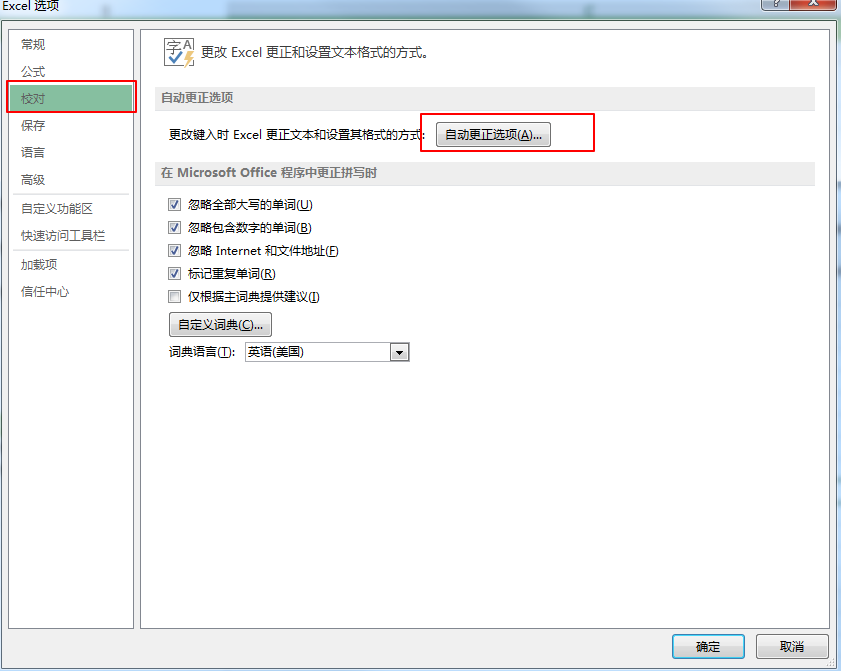 Excel 选项
常规
公式
校对
保存
语言
高级
自定义功能区
快速访问工具栏
加载项
信任中心
更改 Excel 更正和设置文本格式的方式。
自动更正选项
更改键入时 Excel 更正文本和设置其格式的方式: 自动更正选项(A)...
在 Microsoft Office 程序中更正拼写时
忽略全部大写的单词(U)
忽略包含数字的单词(B)
忽略 Internet 和文件地址(F)
标记重复单词(R)
仅根据主词典提供建议(I)
自定义词典(C)...
词典语言(T): 英语(美国)
确定 取消